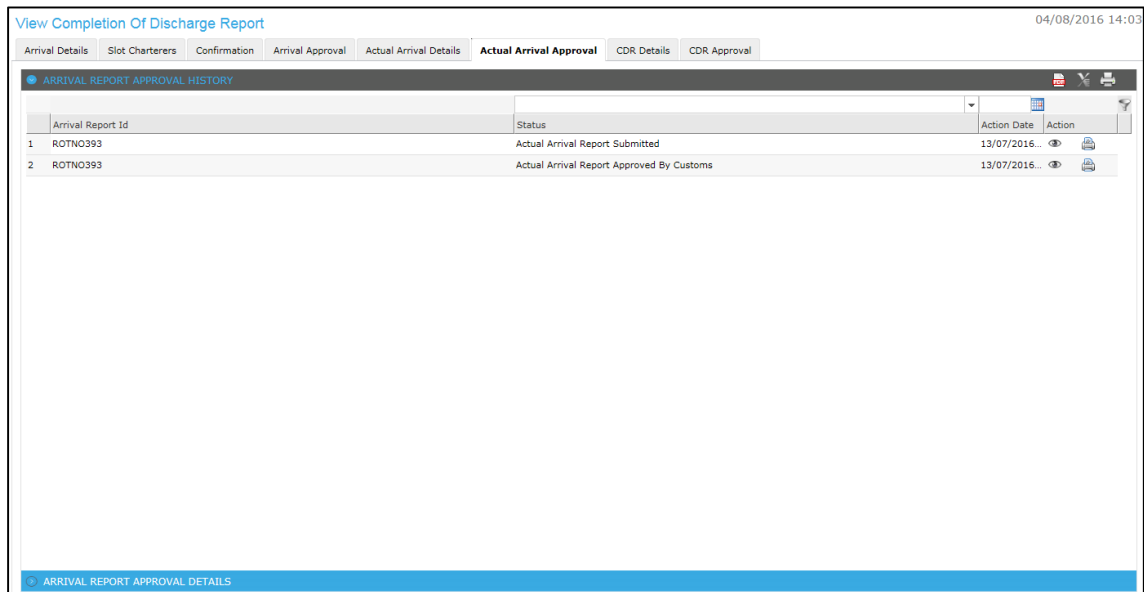 View Completion Of Discharge Report 04/08/2016 14:03
Arrival Details Slot Charterers Confirmation Arrival Approval Actual Arrival Details Actual Arrival Approval CDR Details CDR Approval
ARRIVAL REPORT APPROVAL HISTORY
Arrival Report Id Status Action Date Action
1 ROTNO393 Actual Arrival Report Submitted 13/07/2016...
2 ROTNO393 Actual Arrival Report Approved By Customs 13/07/2016...
ARRIVAL REPORT APPROVAL DETAILS